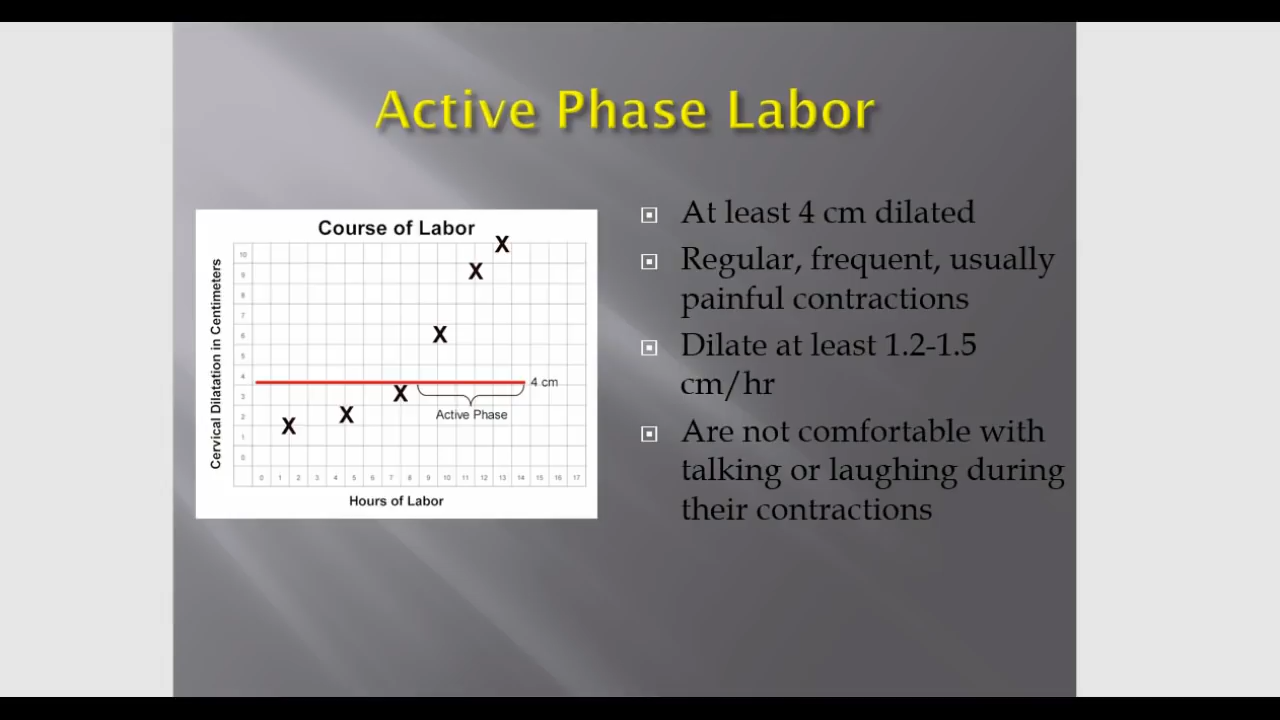 Active Phase Labor
Course of Labor
Cervical Dilatation in Centimeters
10
9
8
7
6
5
4
3
2
1
0
X
X
X
X
X
X
4 cm
Active Phase
0 1 2 3 4 5 6 7 8 9 10 11 12 13 14 15 16 17
Hours of Labor
At least 4 cm dilated
Regular, frequent, usually
painful contractions
Dilate at least 1.2-1.5
cm/hr
Are not comfortable with
talking or laughing during
their contractions